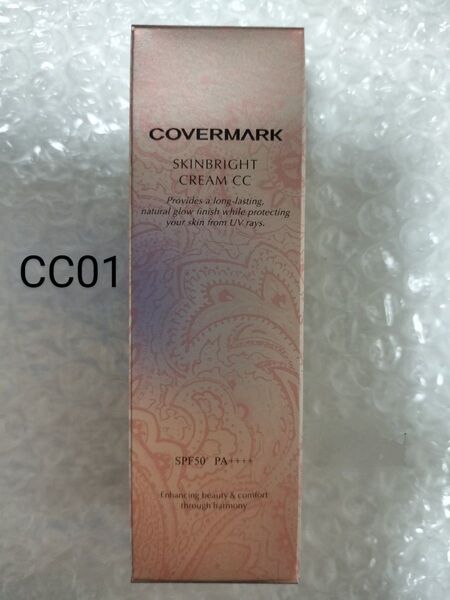 COVERMARK
SKINBRIGHT
CREAM CC
Provides a long-lasting,
natural glow finish while protecting
your skin from UV rays.
CC01
SPF50+ PA++++
Enhancing beauty & comfort
through harmony